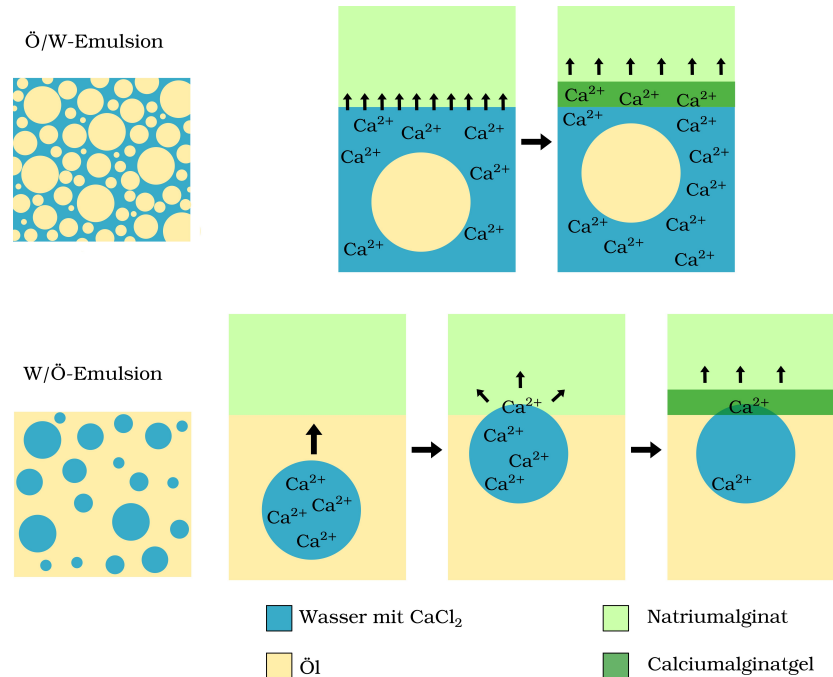 Ö/W-Emulsion
Ca²⁺ Ca²⁺ Ca²⁺
Ca²⁺ Ca²⁺
Ca²⁺ Ca²⁺
Ca²⁺ Ca²⁺ Ca²⁺
Ca²⁺ Ca²⁺
Ca²⁺
Ca²⁺
Ca²⁺ Ca²⁺
Ca²⁺
Ca²⁺
W/Ö-Emulsion
Ca²⁺
Ca²⁺ Ca²⁺
Ca²⁺
Ca²⁺
Ca²⁺
Ca²⁺
Ca²⁺
Ca²⁺
Ca²⁺
Wasser mit CaCl₂
Öl
Natriumalginat
Calciumalginatgel